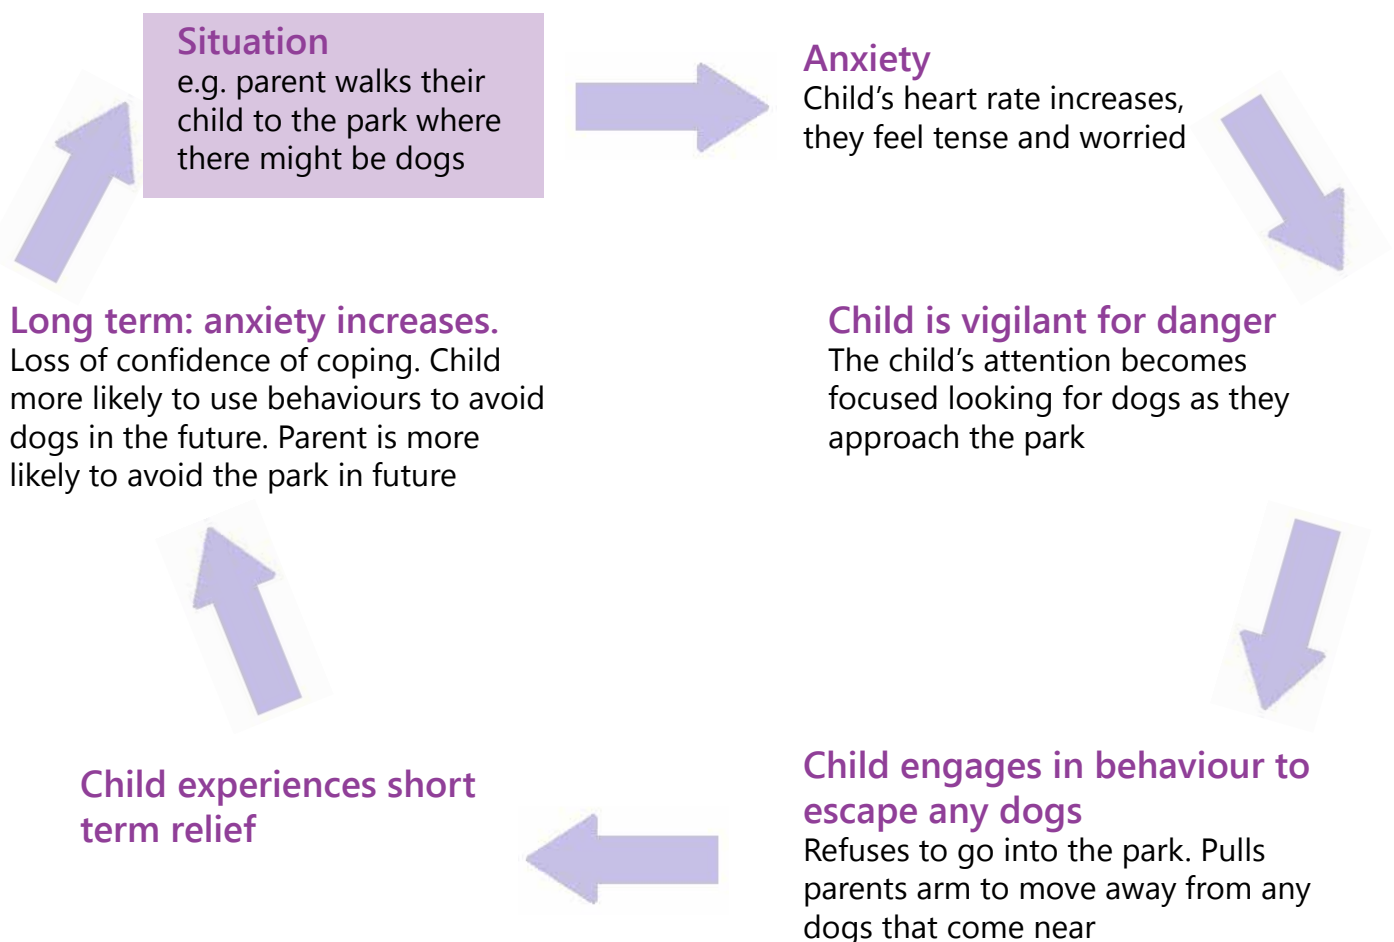 Situation
e.g. parent walks their
child to the park where
there might be dogs
Anxiety
Child’s heart rate increases,
they feel tense and worried
Child is vigilant for danger
The child’s attention becomes
focused looking for dogs as they
approach the park
Child engages in behaviour to
escape any dogs
Refuses to go into the park. Pulls
parents arm to move away from any
dogs that come near
Child experiences short
term relief
Long term: anxiety increases.
Loss of confidence of coping. Child
more likely to use behaviours to avoid
dogs in the future. Parent is more
likely to avoid the park in future